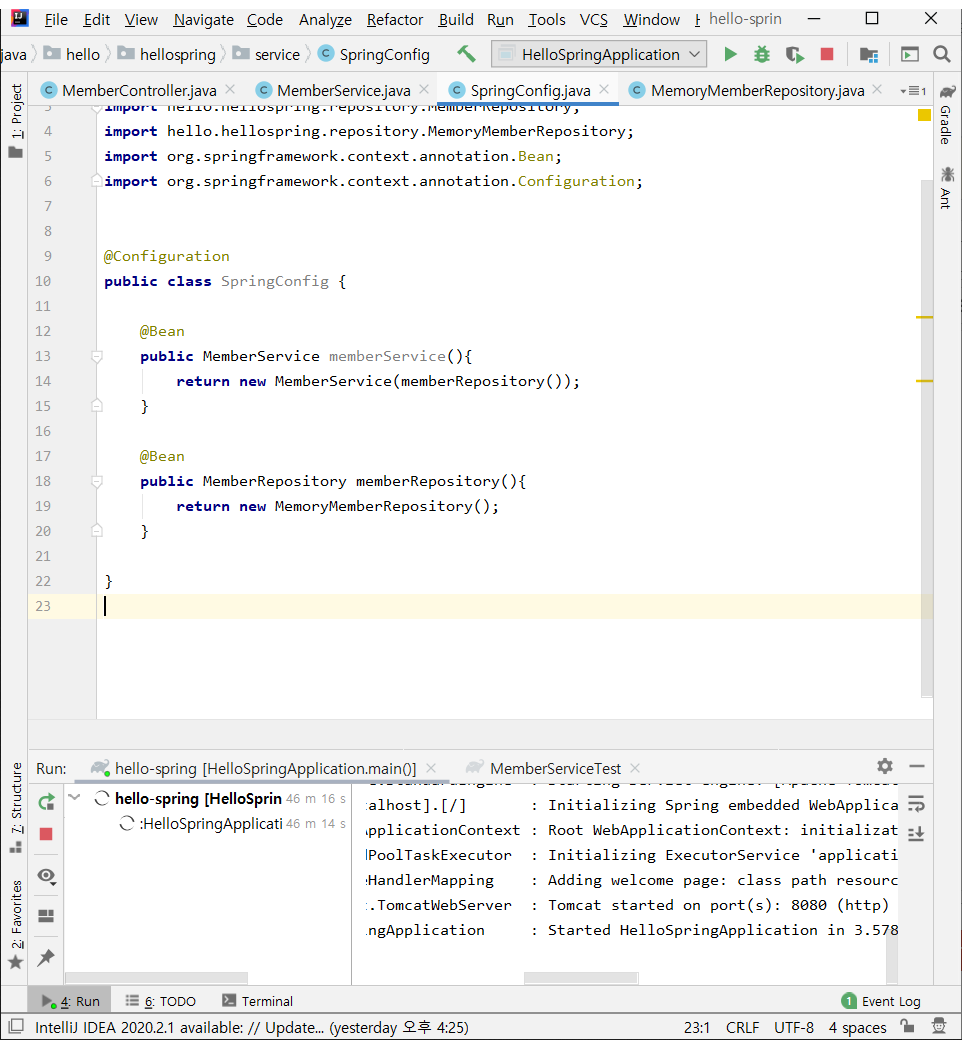 File Edit View Navigate Code Analyze Refactor Build Run Tools VCS Window H hello-sprin
java hello hellospring service SpringConfig HelloSpringApplication
MemberController.java MemberService.java SpringConfig.java MemoryMemberRepository.java 1
3 import hello.hellospring.repository.MemberRepository;
4 import hello.hellospring.repository.MemoryMemberRepository;
5 import org.springframework.context.annotation.Bean;
6 import org.springframework.context.annotation.Configuration;
7
8
9 @Configuration
10 public class SpringConfig {
11
12 @Bean
13 public MemberService memberService(){
14 return new MemberService(memberRepository());
15 }
16
17 @Bean
18 public MemberRepository memberRepository(){
19 return new MemoryMemberRepository();
20 }
21
22 }
23
1: Project
7: Structure
2: Favorites
Gradle
Ant
Run: hello-spring [HelloSpringApplication.main()] MemberServiceTest
hello-spring [HelloSprin 46 m 16 s
:HelloSpringApplicati 46 m 14 s
.StandardEngine : Starting Servlet engine: [Apache Tomcat
alhost].[/] : Initializing Spring embedded WebApplica
ApplicationContext : Root WebApplicationContext: initializat
dPoolTaskExecutor : Initializing ExecutorService 'applicati
eHandlerMapping : Adding welcome page: class path resourc
t.TomcatWebServer : Tomcat started on port(s): 8080 (http)
ingApplication : Started HelloSpringApplication in 3.578
4: Run 6: TODO Terminal 1 Event Log
IntelliJ IDEA 2020.2.1 available: // Update... (yesterday 오후 4:25) 23:1 CRLF UTF-8 4 spaces